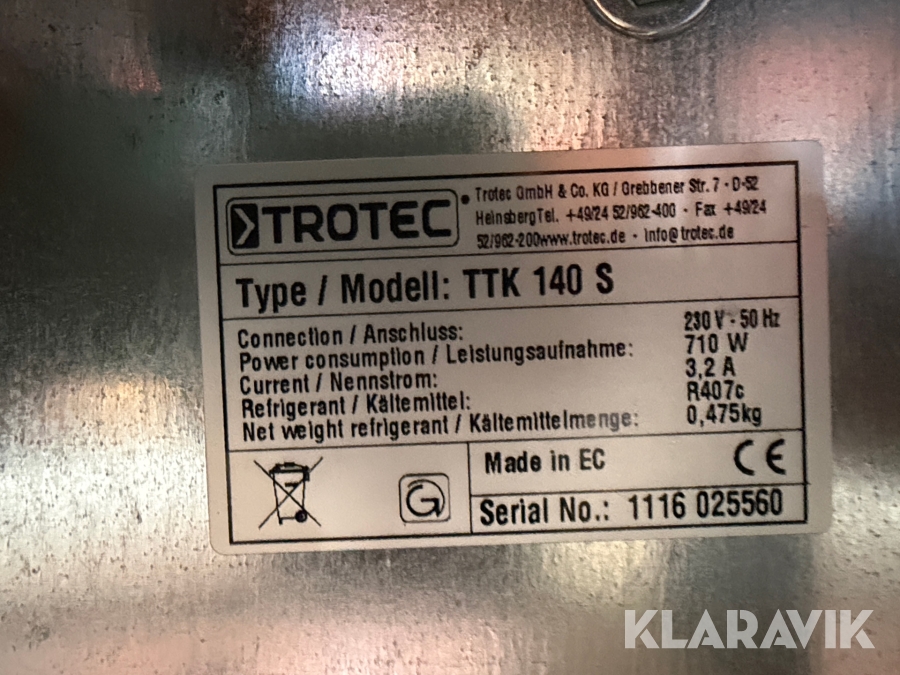 TROTEC
Trotec GmbH & Co. KG / Grebbener Str. 7 · D-52
Heinsberg Tel. +49/24 52/962-400 · Fax +49/24
52/962-200www.trotec.de · info@trotec.de
Type / Modell: TTK 140 S
Connection / Anschluss: 230 V - 50 Hz
Power consumption / Leistungsaufnahme: 710 W
Current / Nennstrom: 3,2 A
Refrigerant / Kältemittel: R407c
Net weight refrigerant / Kältemittelmenge: 0,475kg
Made in EC CE
Serial No.: 1116 025560
KLARAVIK